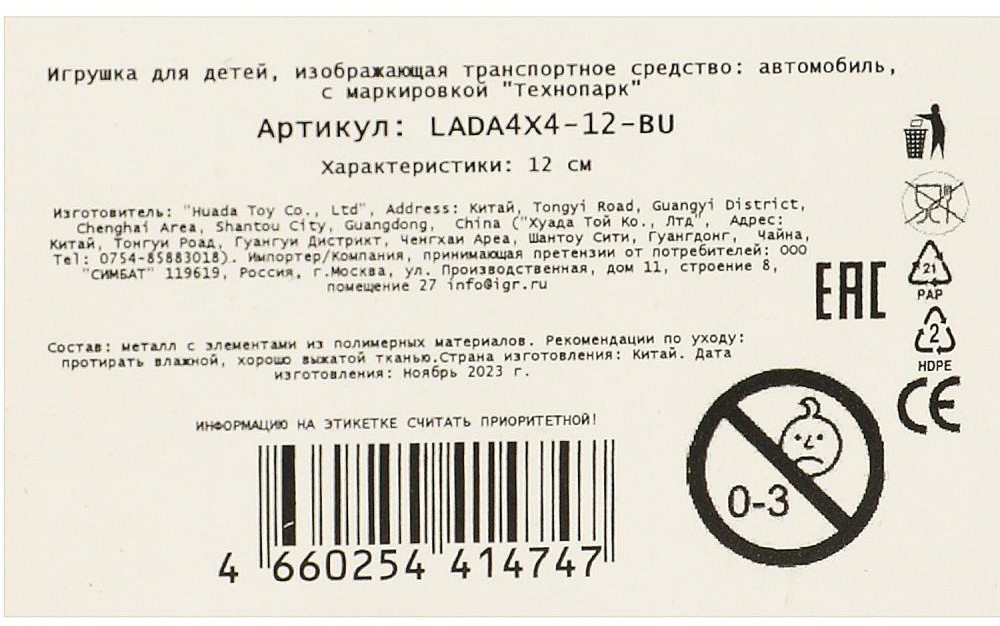 Игрушка для детей, изображающая транспортное средство: автомобиль,
с маркировкой "Технопарк"
Артикул: LADA4X4-12-BU
Характеристики: 12 см
Изготовитель: "Huada Toy Co., Ltd", Address: Китай, Tongyi Road, Guangyi District,
Chenghai Area, Shantou City, Guangdong, China ("Хуада Той Ко., Лтд", Адрес:
Китай, Тонгуи Роад, Гуангуи Дистрикт, Ченгхаи Ареа, Шантоу Сити, Гуангдонг, Чайна,
Tel: 0754-85883018). Импортер/Компания, принимающая претензии от потребителей: ООО
"СИМБАТ" 119619, Россия, г.Москва, ул. Производственная, дом 11, строение 8,
помещение 27 info@igr.ru
EAC
21
PAP
2
HDPE
CE
Состав: металл с элементами из полимерных материалов. Рекомендации по уходу:
протирать влажной, хорошо выжатой тканью.Страна изготовления: Китай. Дата
изготовления: Ноябрь 2023 г.
ИНФОРМАЦИЮ НА ЭТИКЕТКЕ СЧИТАТЬ ПРИОРИТЕТНОЙ!
0-3
4 660254 414747